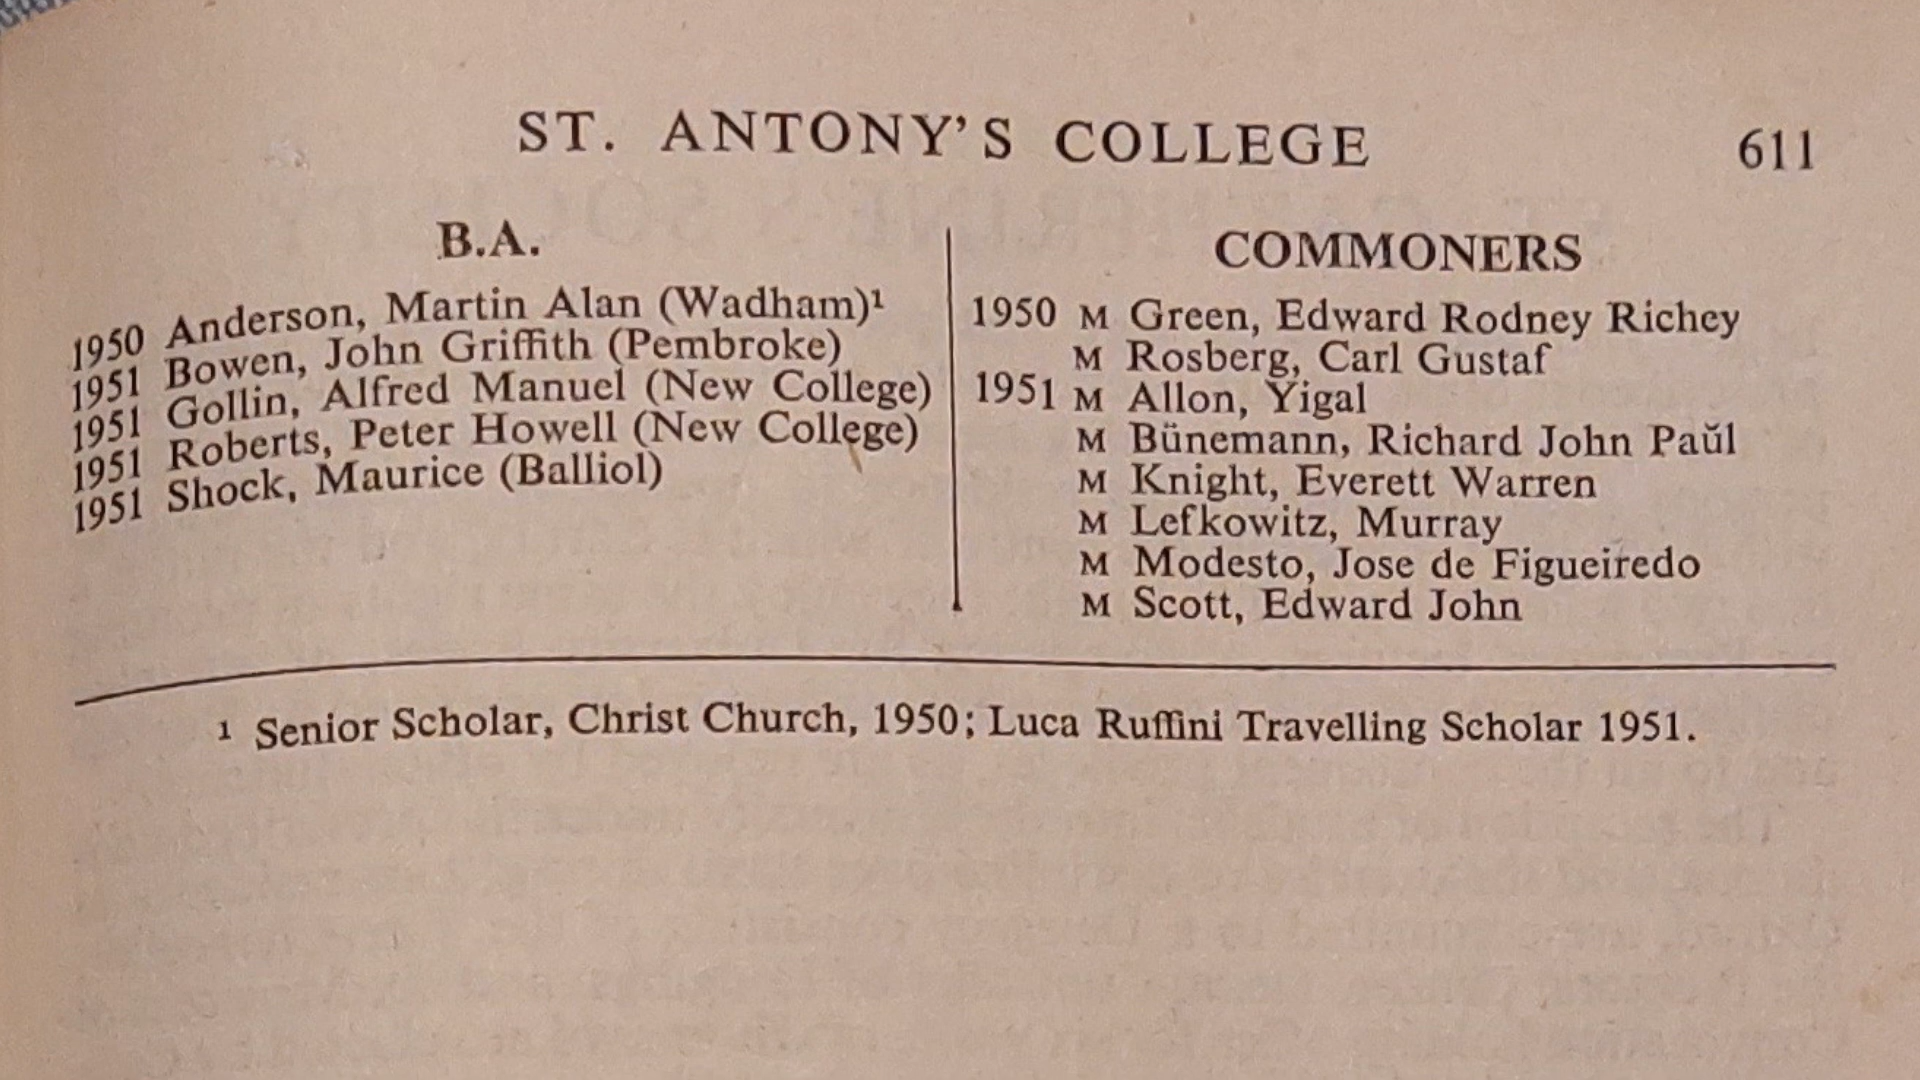 ST. ANTONY'S COLLEGE 611
B.A.
1950 Anderson, Martin Alan (Wadham)¹
1951 Bowen, John Griffith (Pembroke)
1951 Gollin, Alfred Manuel (New College)
1951 Roberts, Peter Howell (New College)
1951 Shock, Maurice (Balliol)
COMMONERS
1950 M Green, Edward Rodney Richey
M Rosberg, Carl Gustaf
1951 M Allon, Yigal
M Bünemann, Richard John Paŭl
M Knight, Everett Warren
M Lefkowitz, Murray
M Modesto, Jose de Figueiredo
M Scott, Edward John
¹ Senior Scholar, Christ Church, 1950; Luca Ruffini Travelling Scholar 1951.